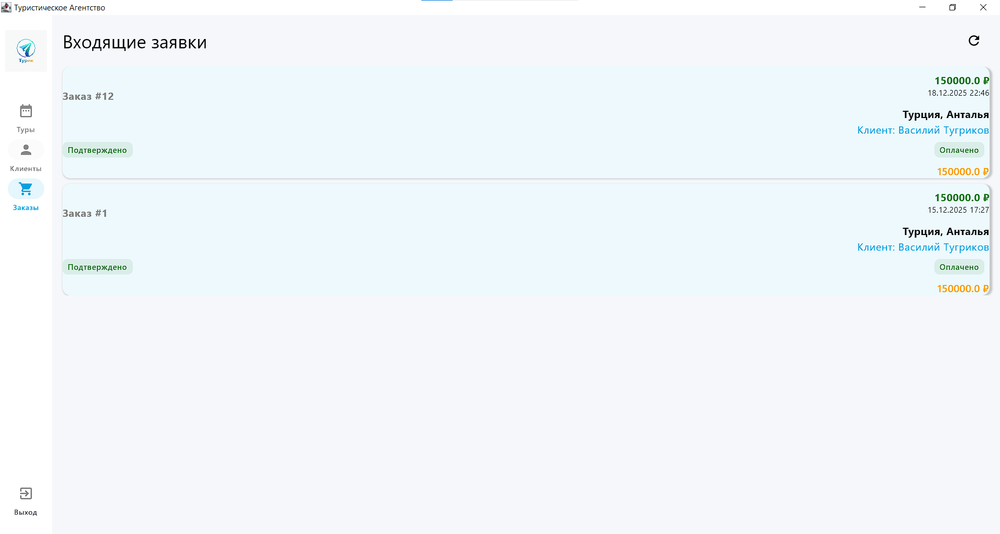 Туристическое Агентство
Турик
Туры
Клиенты
Заказы
Выход
Входящие заявки
150000.0 ₽
Заказ #12
18.12.2025 22:46
Турция, Анталья
Клиент: Василий Тугриков
Подтверждено
Оплачено
150000.0 ₽
150000.0 ₽
Заказ #1
15.12.2025 17:27
Турция, Анталья
Клиент: Василий Тугриков
Подтверждено
Оплачено
150000.0 ₽